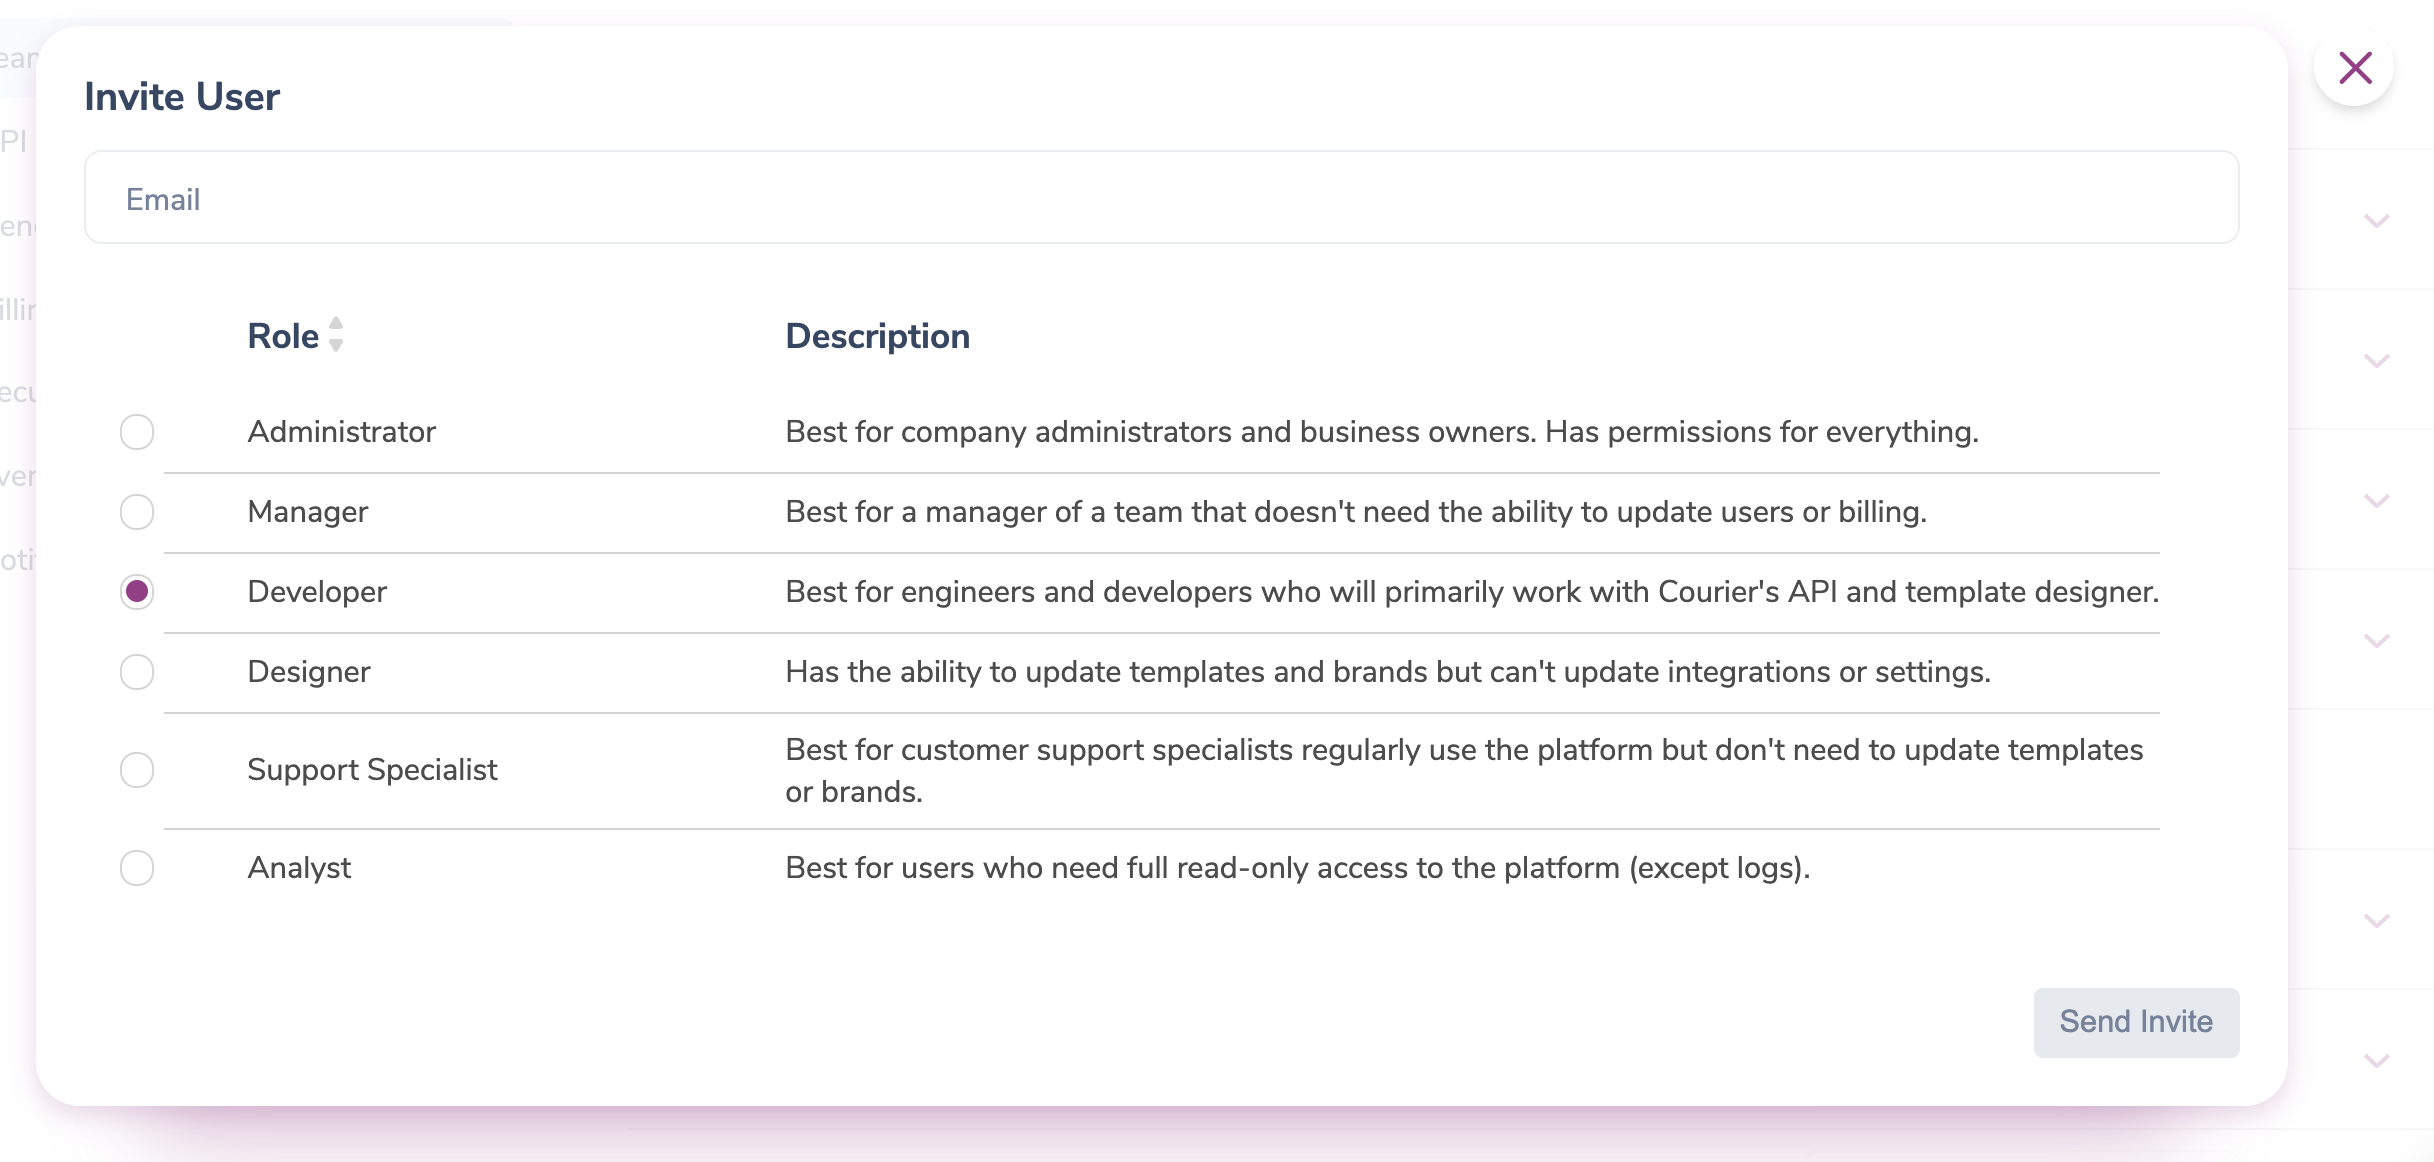 Invite User
Email
Role Description
Administrator Best for company administrators and business owners. Has permissions for everything.
Manager Best for a manager of a team that doesn't need the ability to update users or billing.
Developer Best for engineers and developers who will primarily work with Courier's API and template designer.
Designer Has the ability to update templates and brands but can't update integrations or settings.
Support Specialist Best for customer support specialists regularly use the platform but don't need to update templates
or brands.
Analyst Best for users who need full read-only access to the platform (except logs).
Send Invite